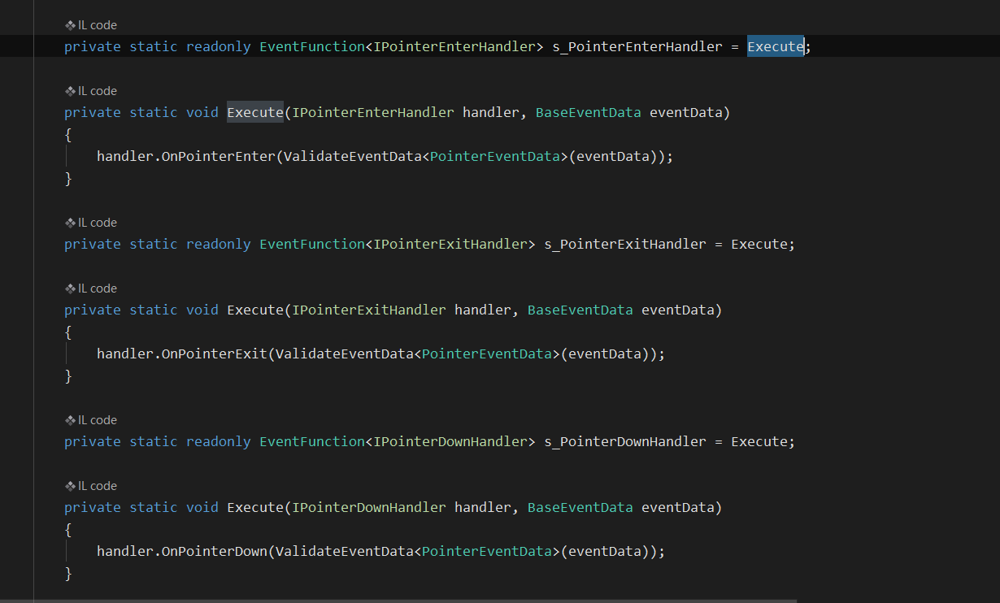 IL code
private static readonly EventFunction<IPointerEnterHandler> s_PointerEnterHandler = Execute;
IL code
private static void Execute(IPointerEnterHandler handler, BaseEventData eventData)
{
handler.OnPointerEnter(ValidateEventData<PointerEventData>(eventData));
}
IL code
private static readonly EventFunction<IPointerExitHandler> s_PointerExitHandler = Execute;
IL code
private static void Execute(IPointerExitHandler handler, BaseEventData eventData)
{
handler.OnPointerExit(ValidateEventData<PointerEventData>(eventData));
}
IL code
private static readonly EventFunction<IPointerDownHandler> s_PointerDownHandler = Execute;
IL code
private static void Execute(IPointerDownHandler handler, BaseEventData eventData)
{
handler.OnPointerDown(ValidateEventData<PointerEventData>(eventData));
}